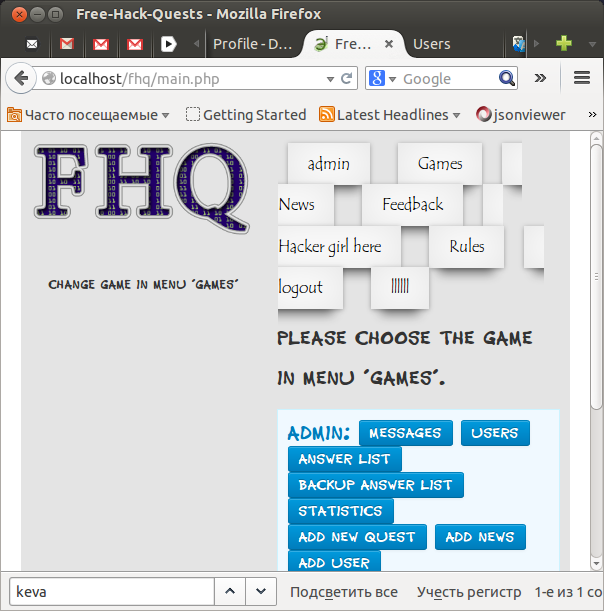 Free-Hack-Quests - Mozilla Firefox
Profile - D... Fre... Users
localhost/fhq/main.php Google
Часто посещаемые Getting Started Latest Headlines jsonviewer »
FHQ
admin Games
News Feedback
Hacker girl here Rules
logout llllll
CHANGE GAME IN MENU "GAMES"
PLEASE CHOOSE THE GAME
IN MENU "GAMES".
ADMIN: MESSAGES USERS
ANSWER LIST
BACKUP ANSWER LIST
STATISTICS
ADD NEW QUEST ADD NEWS
ADD USER
keva Подсветить все Учесть регистр 1-е из 1 со